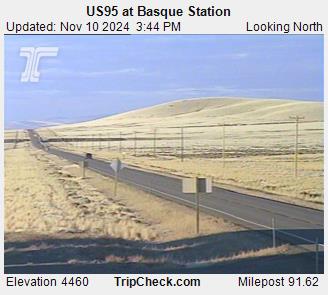 US95 at Basque Station
Updated: Nov 10 2024 3:44 PM Looking North
Elevation 4460 TripCheck.com Milepost 91.62